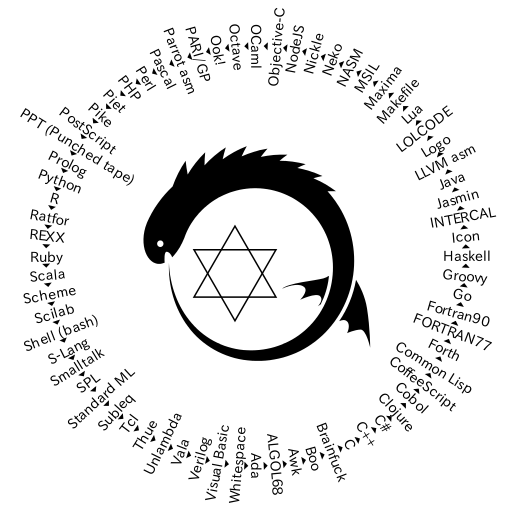 Ada
ALGOL68
Awk
Boo
Brainfuck
C
C++
C#
Clojure
Cobol
CoffeeScript
Common Lisp
Forth
FORTRAN77
Fortran90
Go
Groovy
Haskell
Icon
INTERCAL
Jasmin
Java
LLVM asm
Logo
LOLCODE
Lua
Makefile
Maxima
MSIL
NASM
Neko
Nickle
NodeJS
Objective-C
OCaml
Octave
Ook!
PARI/GP
Parrot asm
Pascal
Perl
PHP
Piet
Pike
PostScript
PPT (Punched tape)
Prolog
Python
R
Ratfor
REXX
Ruby
Scala
Scheme
Scilab
Shell (bash)
S-Lang
Smalltalk
SPL
Standard ML
Subleq
Tcl
Thue
Unlambda
Vala
Verilog
Visual Basic
Whitespace